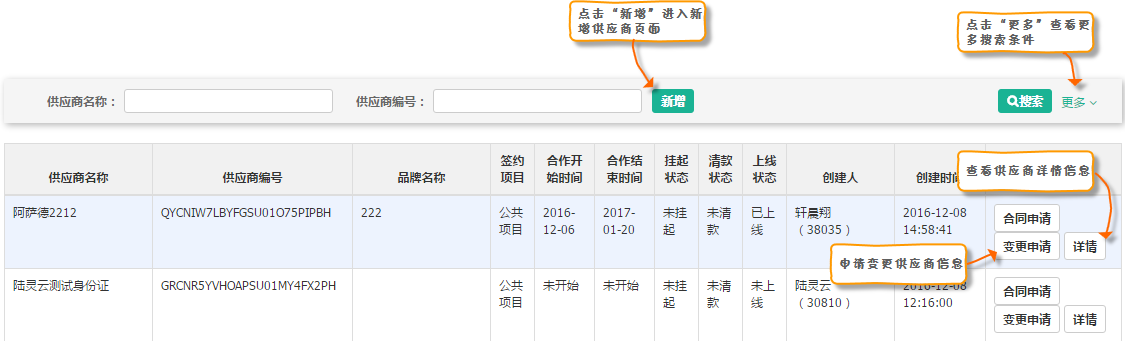 点击“新增”进入新
增供应商页面
点击“更多”查看更
多搜索条件
供应商名称： 供应商编号： 新增 搜索 更多
供应商名称 供应商编号 品牌名称 签约项目 合作开始时间 合作结束时间 挂起状态 清款状态 上线状态 创建人 创建时间
查看供应商详情信息
阿萨德2212 QYCNIW7LBYFGSU01O75PIPBH 222 公共项目 2016-12-06 2017-01-20 未挂起 未清款 已上线 轩晨翔（38035） 2016-12-08 14:58:41 合同申请 变更申请 详情
申请变更供应商信息
陆灵云测试身份证 GRCNR5YVHOAPSU01MY4FX2PH 公共项目 未开始 未开始 未挂起 未清款 未上线 陆灵云（30810） 2016-12-08 12:16:00 合同申请 变更申请 详情